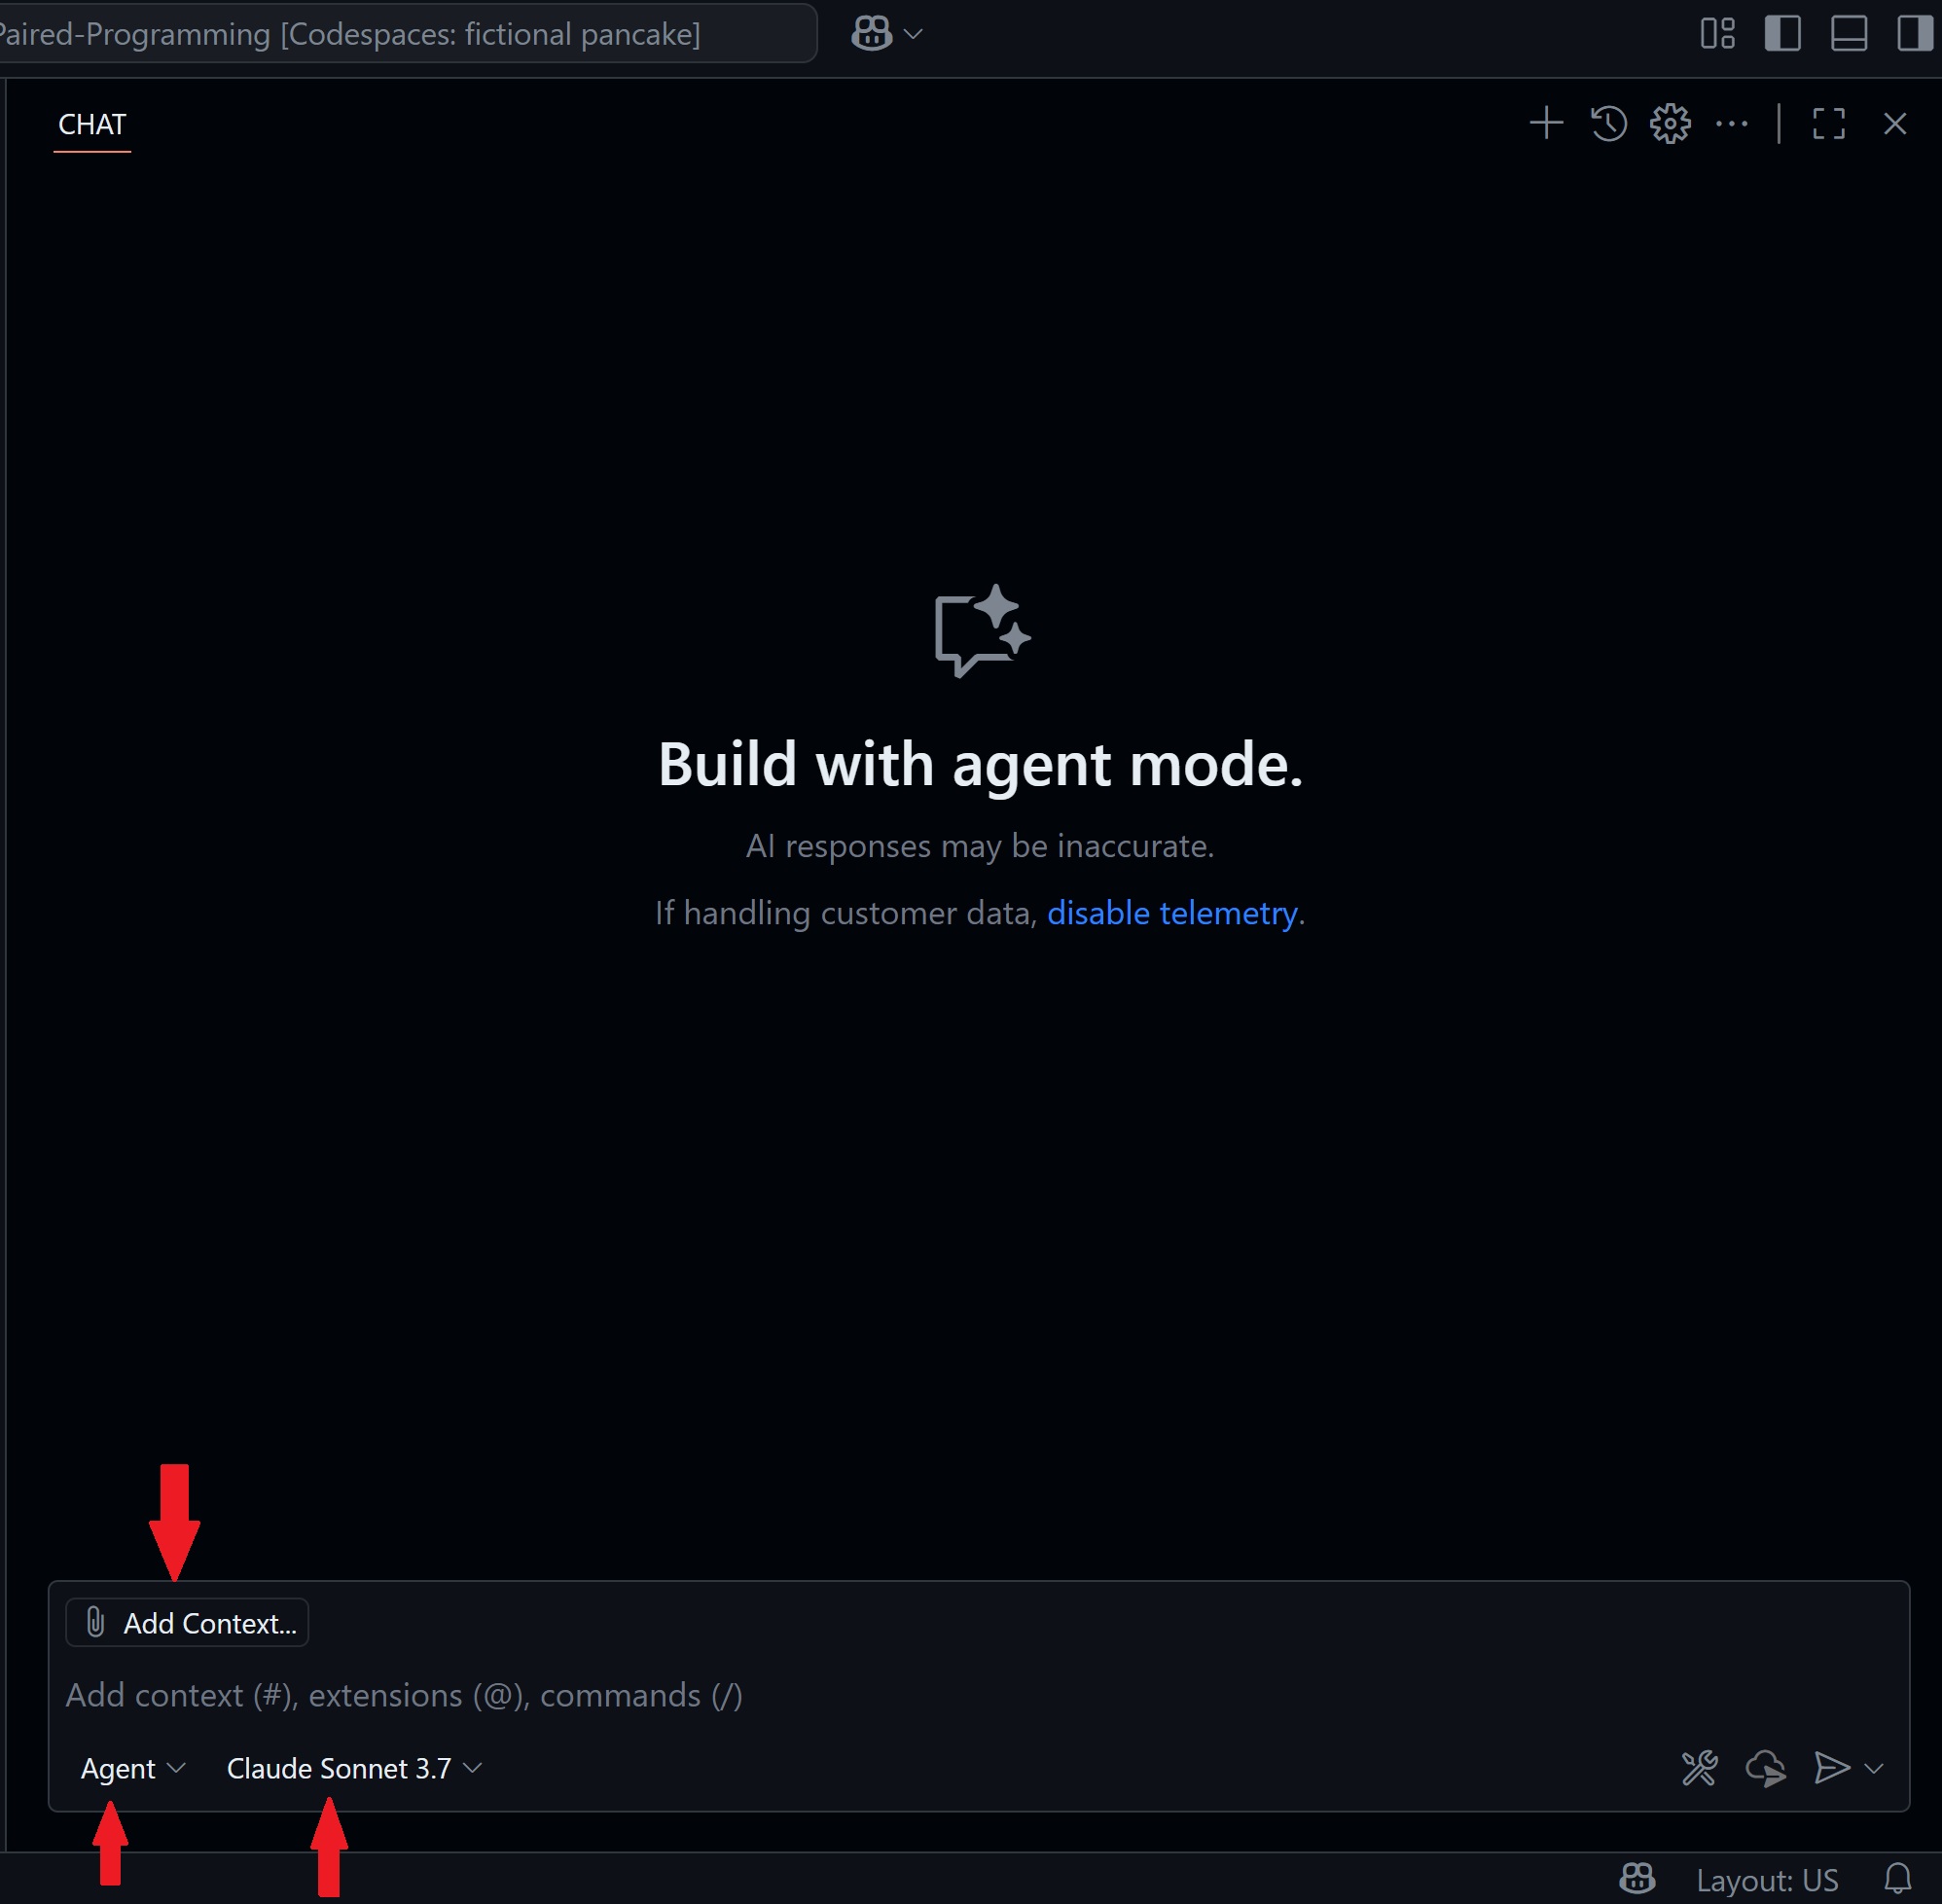 Paired-Programming [Codespaces: fictional pancake]
CHAT
Build with agent mode.
AI responses may be inaccurate.
If handling customer data, disable telemetry.
Add Context...
Add context (#), extensions (@), commands (/)
Agent
Claude Sonnet 3.7
Layout: US